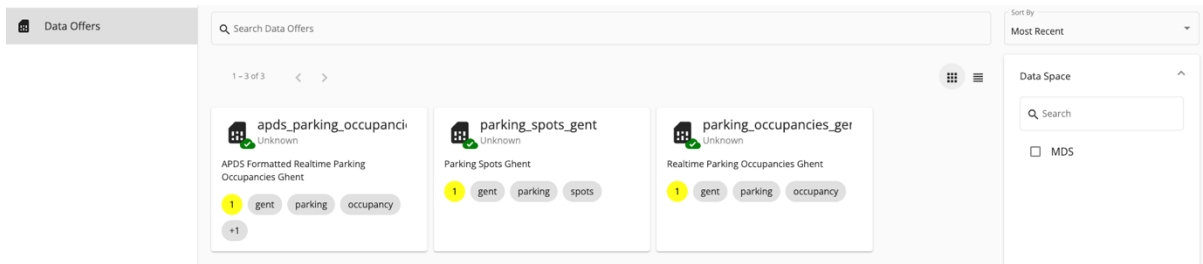 Data Offers
Search Data Offers
Sort By
Most Recent
1 – 3 of 3
Data Space
Search
MDS
apds_parking_occupanci
Unknown
APDS Formatted Realtime Parking
Occupancies Ghent
1 gent parking occupancy
+1
parking_spots_gent
Unknown
Parking Spots Ghent
1 gent parking spots
parking_occupancies_ger
Unknown
Realtime Parking Occupancies Ghent
1 gent parking occupancy